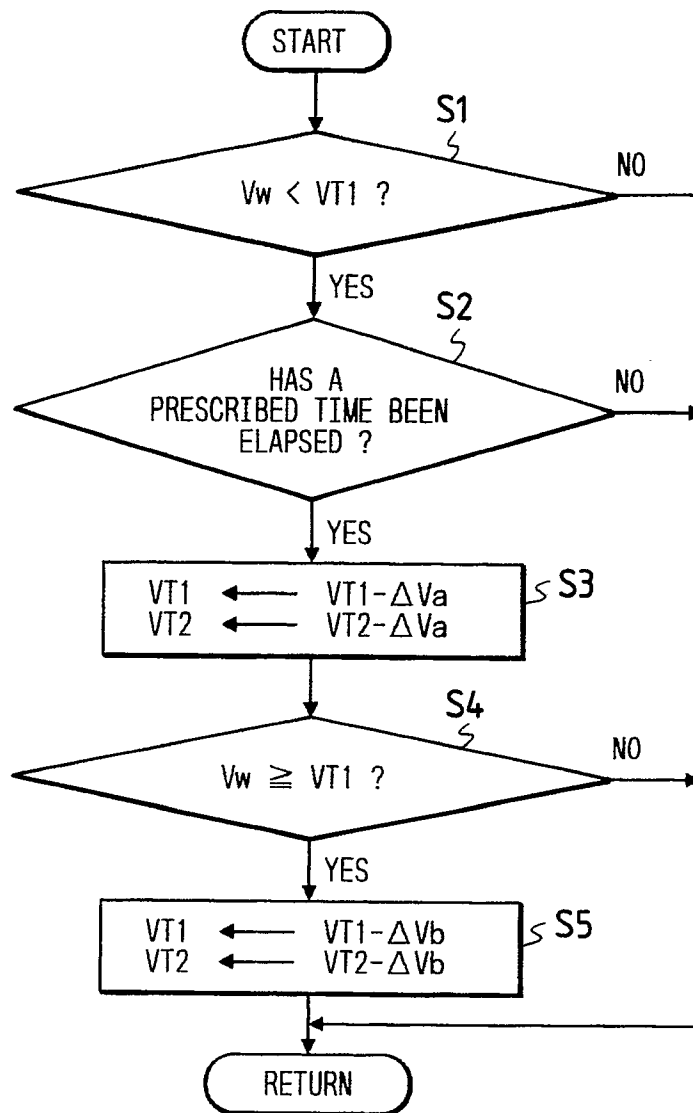 START
S1
Vw < VT1 ?
NO
YES
S2
HAS A
PRESCRIBED TIME BEEN
ELAPSED ?
NO
YES
VT1 ← VT1-ΔVa
VT2 ← VT2-ΔVa
S3
S4
Vw ≧ VT1 ?
NO
YES
VT1 ← VT1-ΔVb
VT2 ← VT2-ΔVb
S5
RETURN